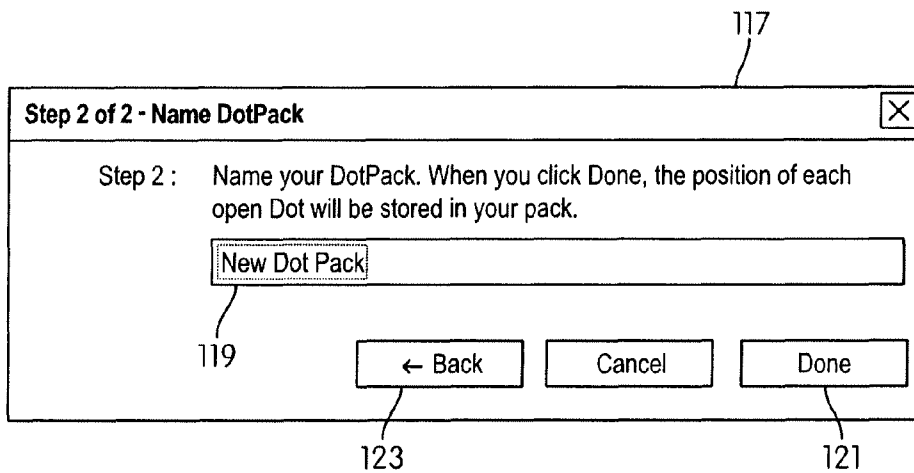 117
Step 2 of 2 - Name DotPack
Step 2 : Name your DotPack. When you click Done, the position of each
open Dot will be stored in your pack.
New Dot Pack
119
← Back Cancel Done
123 121